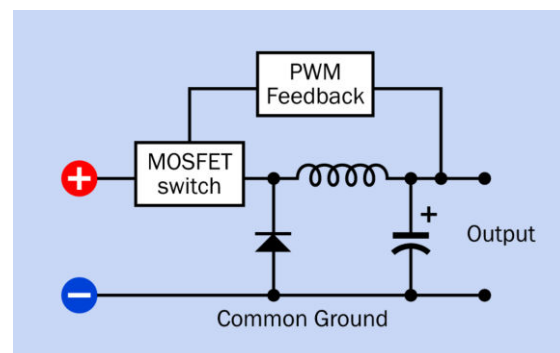 PWM
Feedback
MOSFET
switch
+
Output
Common Ground